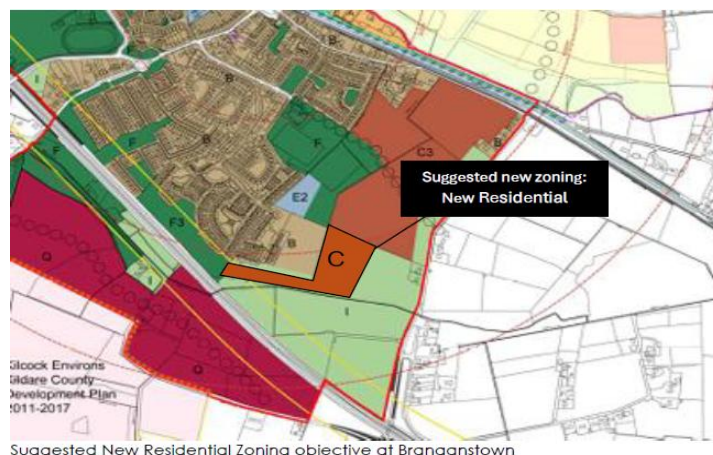 F
B
I
B
F
B
F
C3
B
Suggested new zoning:
New Residential
E2
F
F3
B
C
Q
I
I
Q
Kilcock Environs
Kildare County
Development Plan
2011-2017
Suggested New Residential Zoning objective at Branganstown